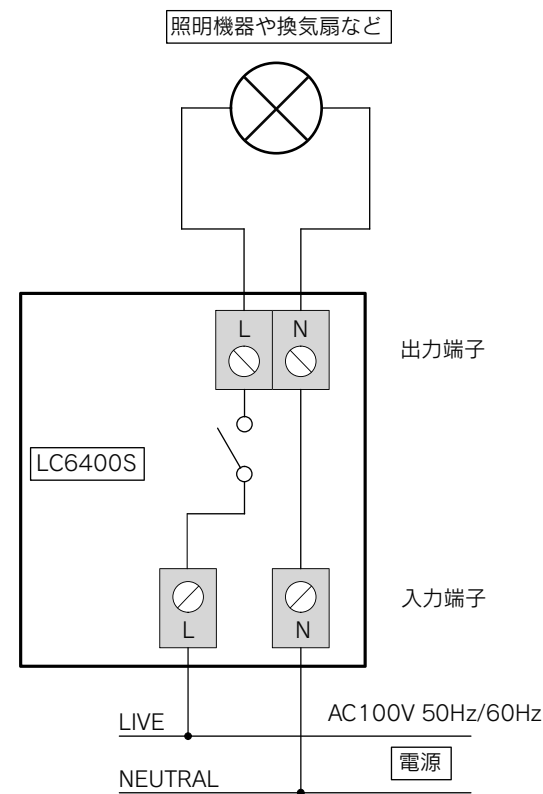 照明機器や換気扇など
L N
出力端子
LC6400S
入力端子
L N
LIVE
AC100V 50Hz/60Hz
電源
NEUTRAL